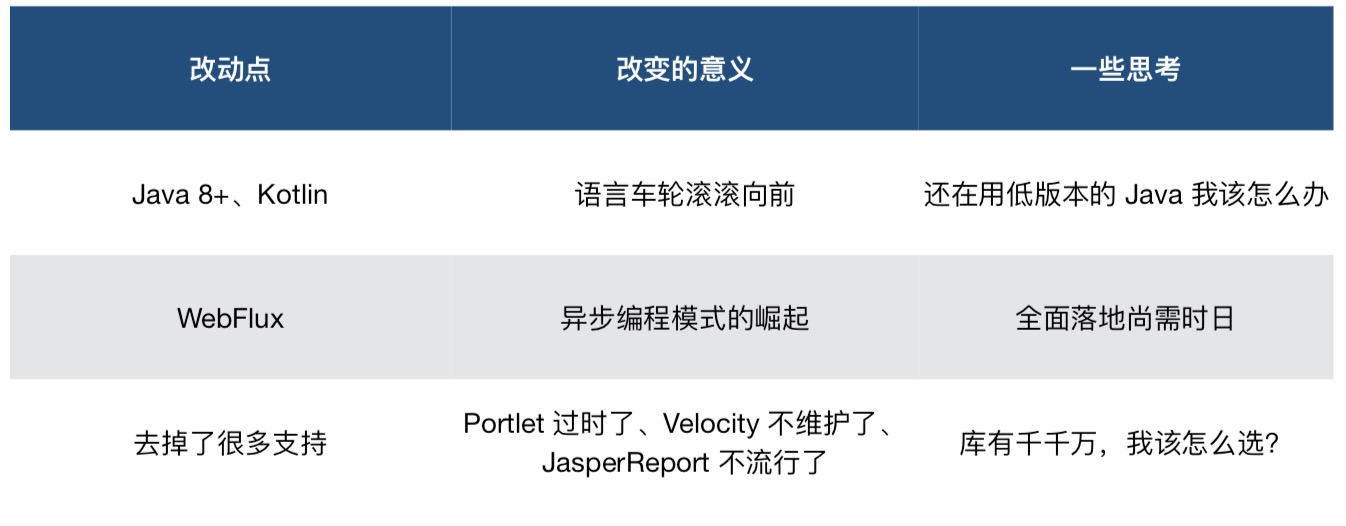 改动点 改变的意义 一些思考
Java 8+、Kotlin 语言车轮滚滚向前 还在用低版本的 Java 我该怎么办
WebFlux 异步编程模式的崛起 全面落地尚需时日
去掉了很多支持 Portlet 过时了、Velocity 不维护了、
JasperReport 不流行了 库有千千万，我该怎么选?